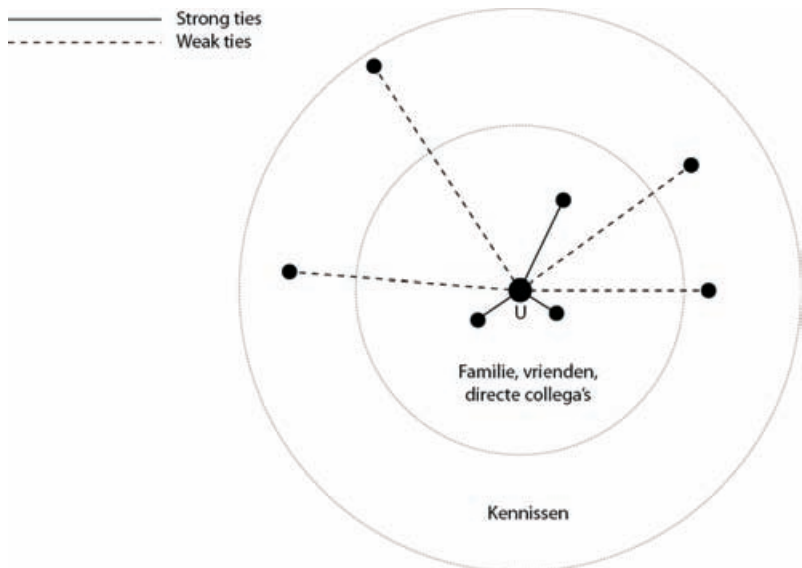 Strong ties
Weak ties
U
Familie, vrienden,
directe collega's
Kennissen